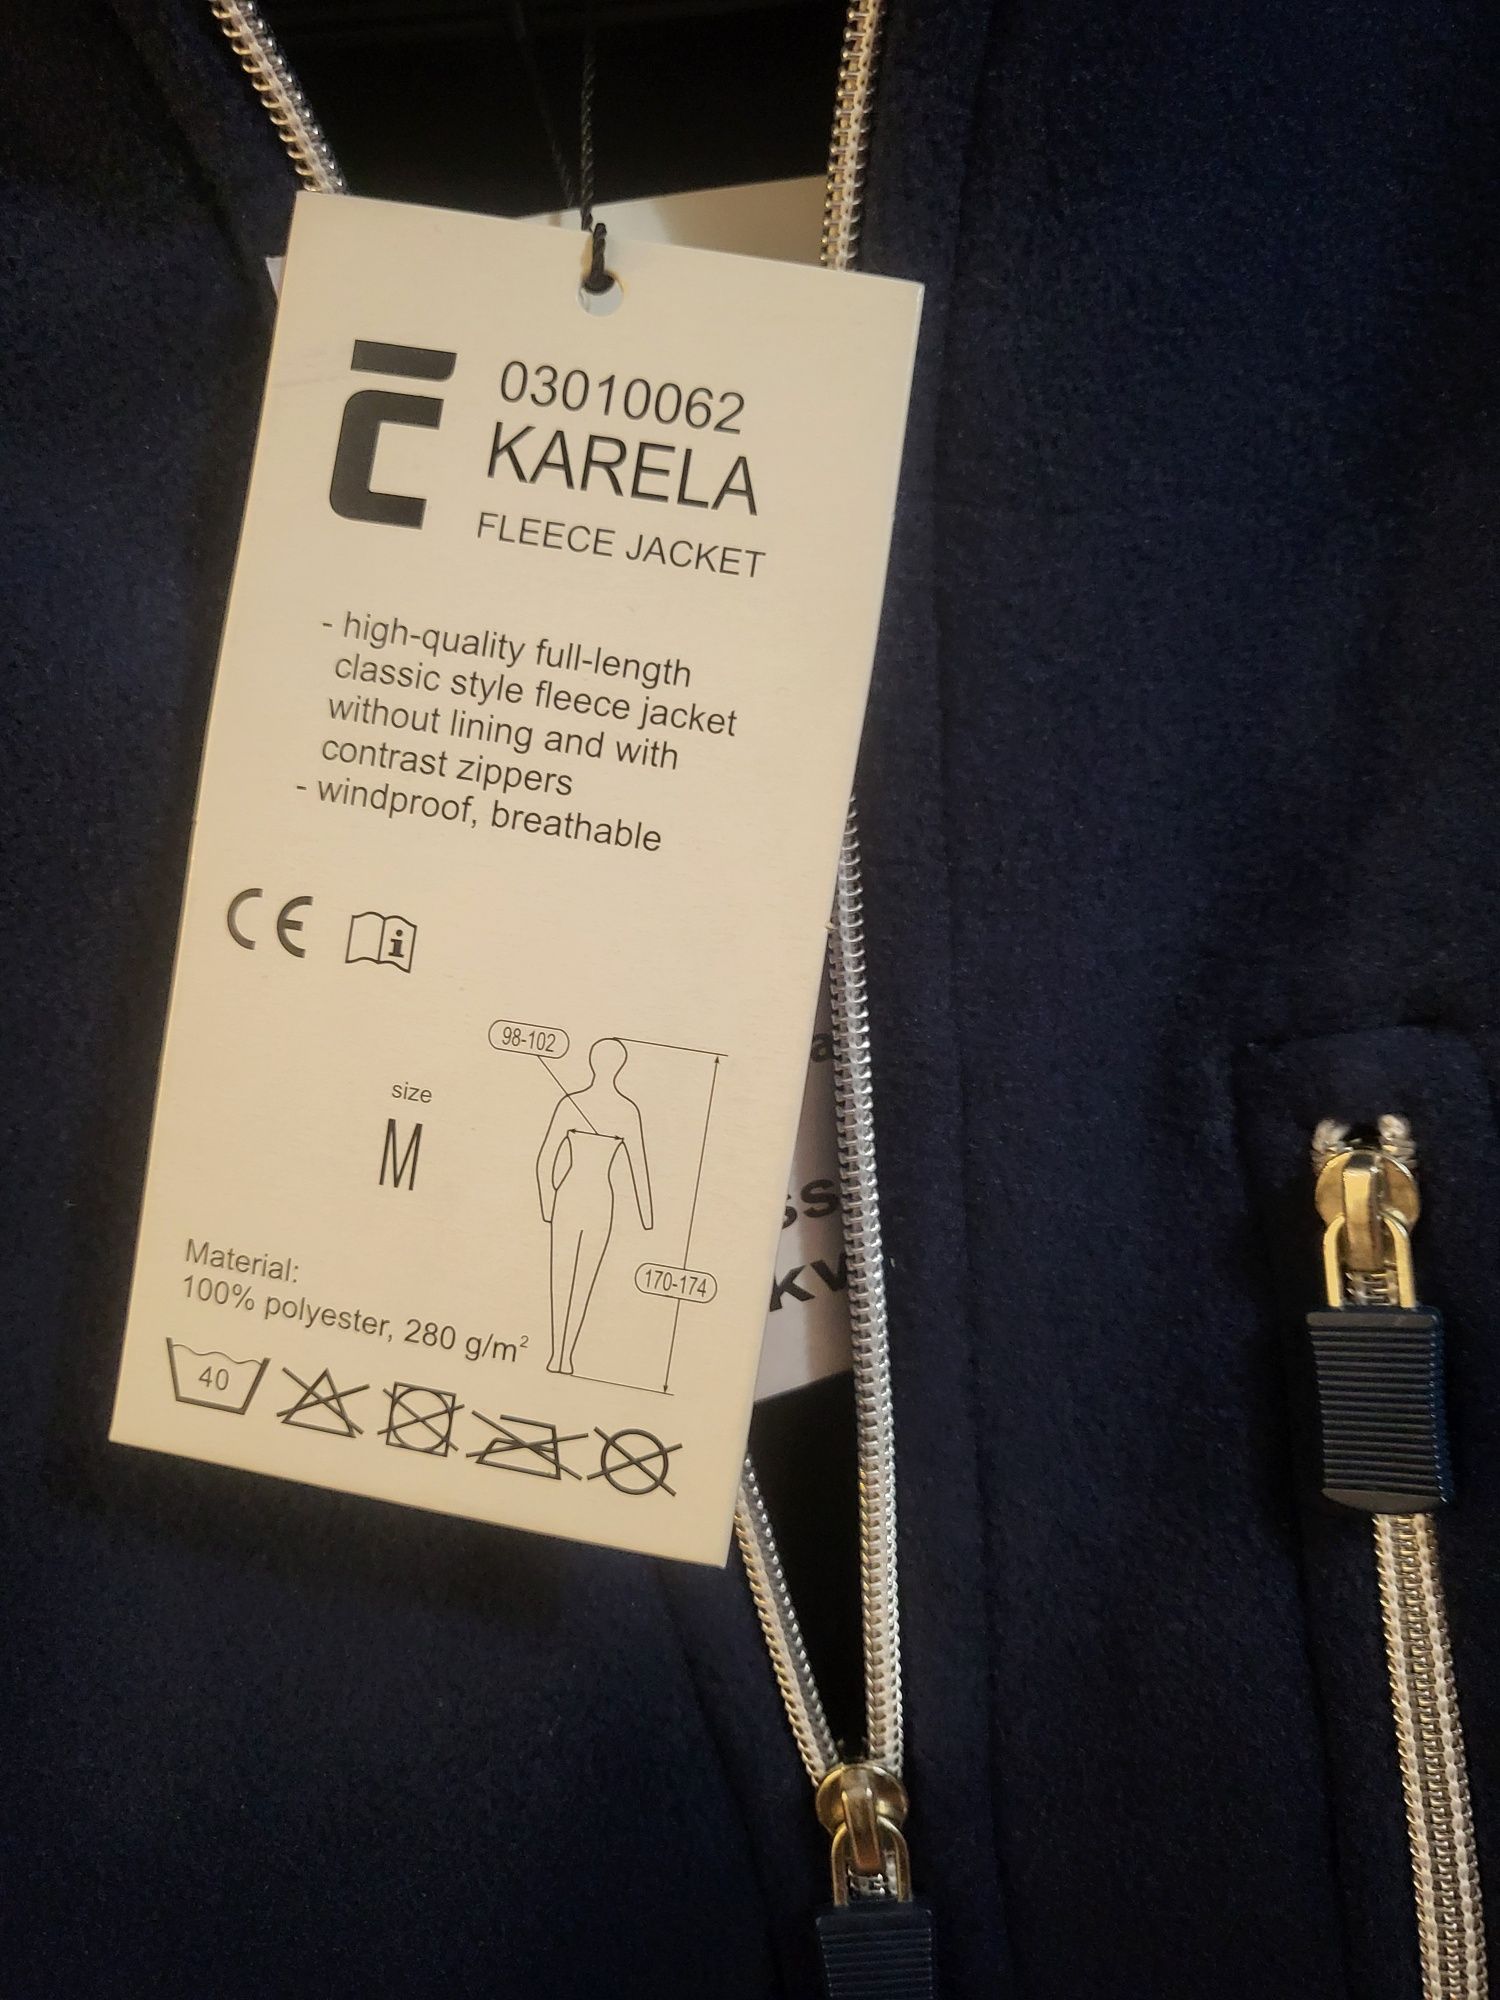 03010062
KARELA
FLEECE JACKET
- high-quality full-length
classic style fleece jacket
without lining and with
contrast zippers
- windproof, breathable
CE i
98-102
size
M
170-174
Material:
100% polyester, 280 g/m²
40